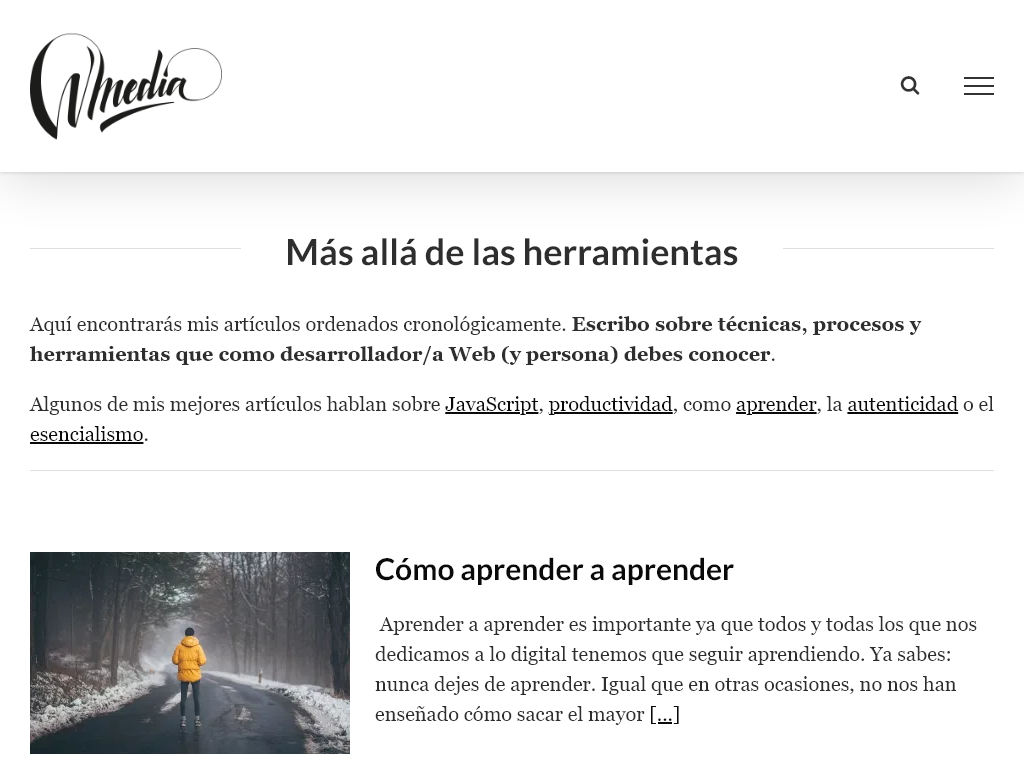 Wmedia
Más allá de las herramientas
Aquí encontrarás mis artículos ordenados cronológicamente. Escribo sobre técnicas, procesos y
herramientas que como desarrollador/a Web (y persona) debes conocer.
Algunos de mis mejores artículos hablan sobre JavaScript, productividad, como aprender, la autenticidad o el
esencialismo.
Cómo aprender a aprender
Aprender a aprender es importante ya que todos y todas los que nos
dedicamos a lo digital tenemos que seguir aprendiendo. Ya sabes:
nunca dejes de aprender. Igual que en otras ocasiones, no nos han
enseñado cómo sacar el mayor [...]